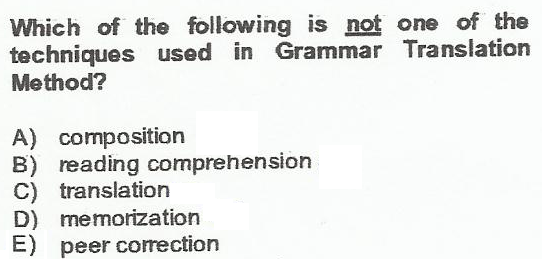 Which of the following is not one of the
techniques used in Grammar Translation
Method?
A) composition
B) reading comprehension
C) translation
D) memorization
E) peer correction